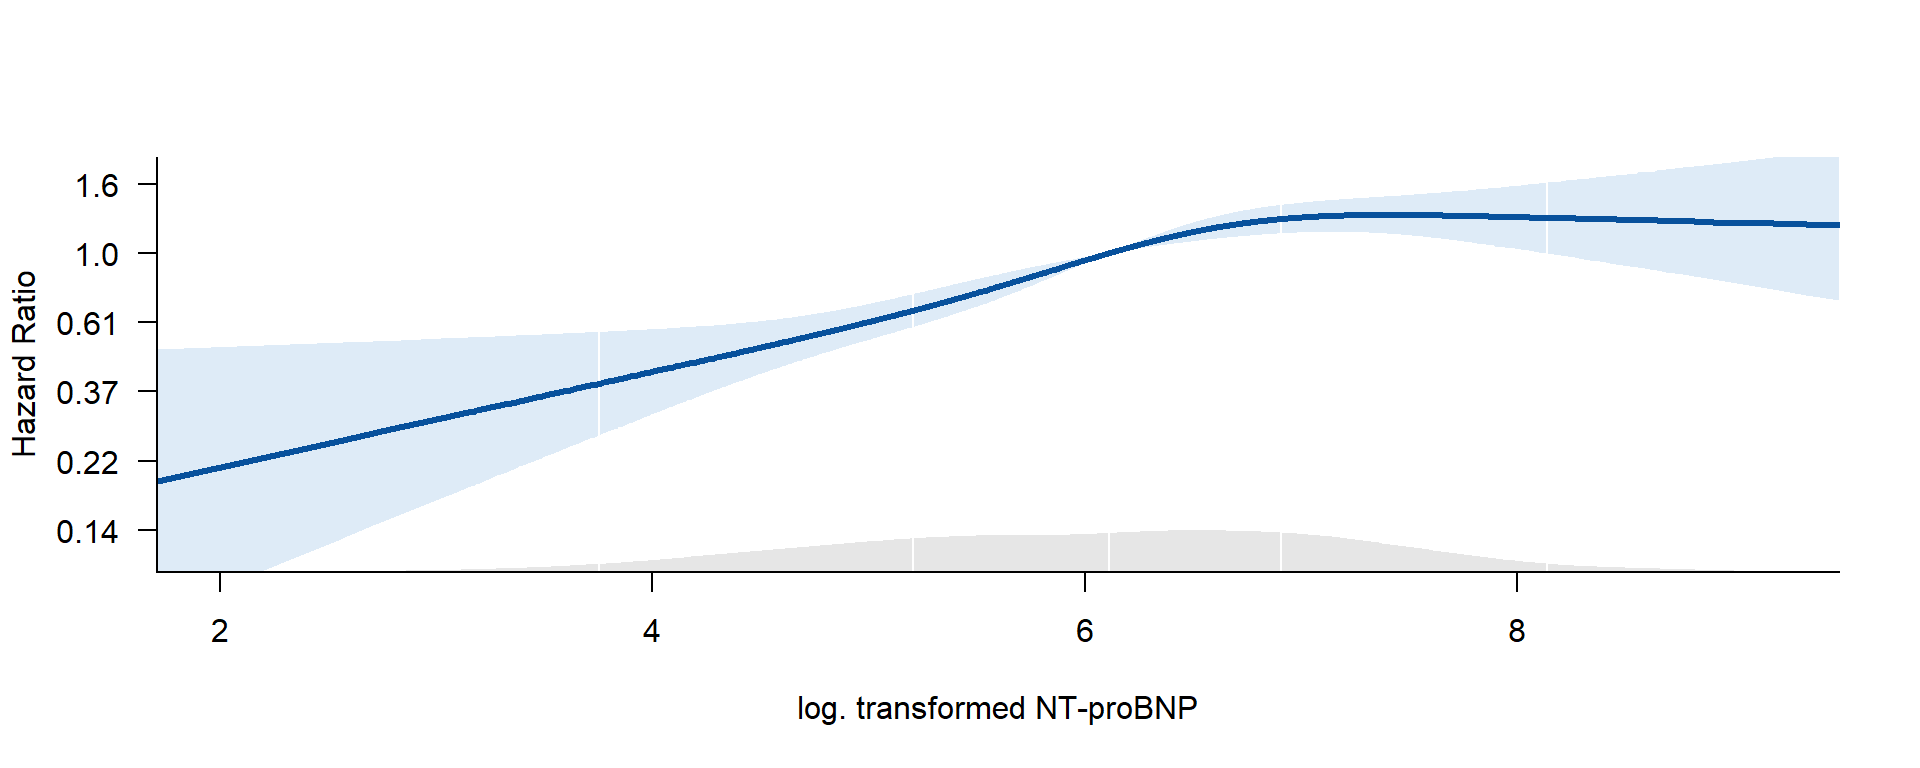 Hazard Ratio
1.6
1.0
0.61
0.37
0.22
0.14
2 4 6 8
log. transformed NT-proBNP